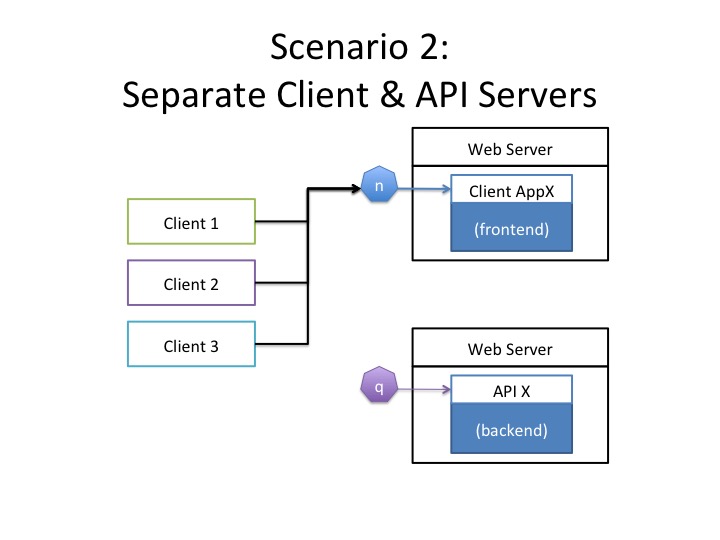 Scenario 2:
Separate Client & API Servers
Web Server
n
Client AppX
(frontend)
Client 1
Client 2
Client 3
Web Server
q
API X
(backend)